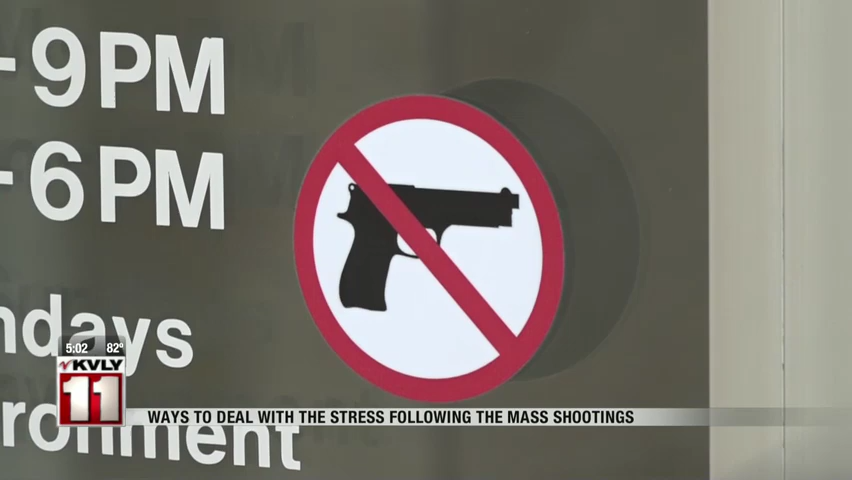 -9PM
-6PM
ndays
5:02 82°
KVLY
11
WAYS TO DEAL WITH THE STRESS FOLLOWING THE MASS SHOOTINGS
ronment